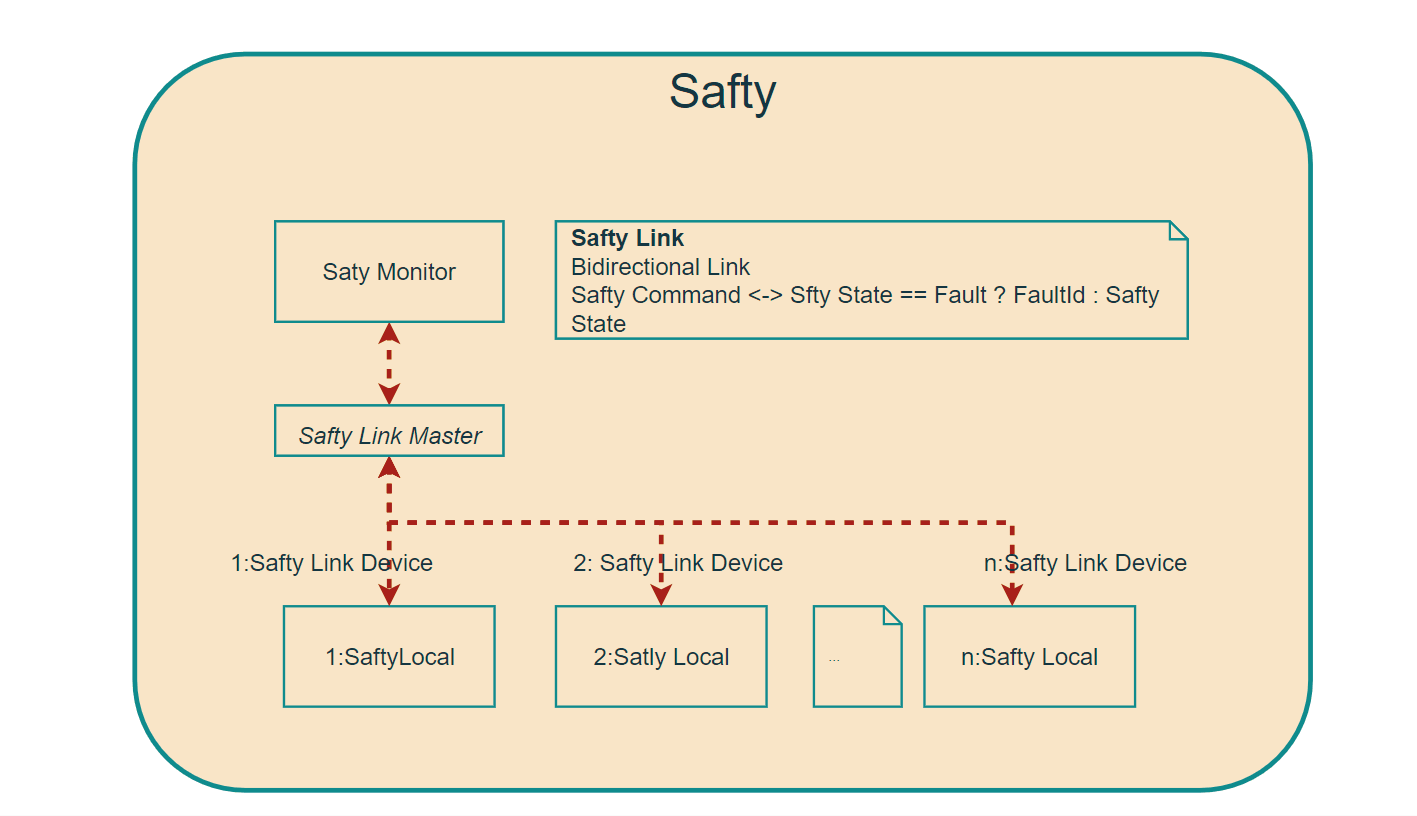 Safty
Saty Monitor
Safty Link
Bidirectional Link
Safty Command <-> Sfty State == Fault ? FaultId : Safty
State
Safty Link Master
1:Safty Link Device
2: Safty Link Device
n:Safty Link Device
1:SaftyLocal
2:Satly Local
...
n:Safty Local